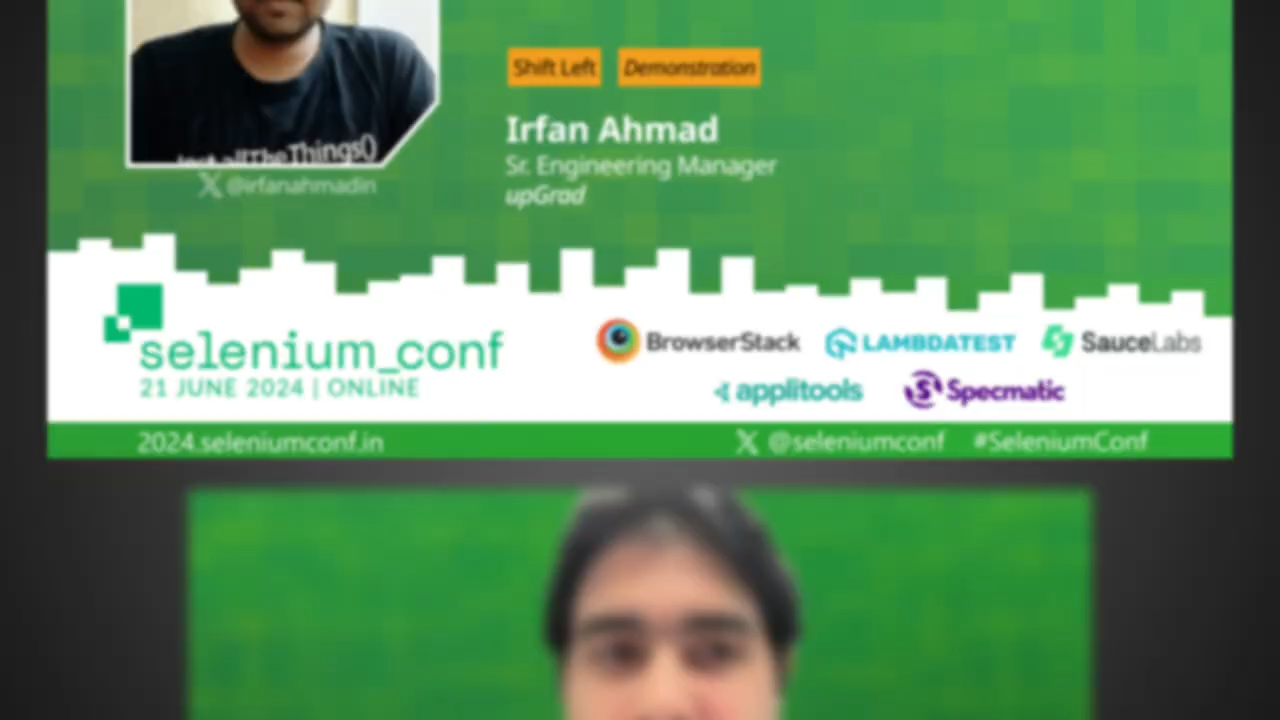 Shift Left Demonstration
Irfan Ahmad
Sr. Engineering Manager
upGrad
InstallTheThings()
@irfanahmadin
selenium_conf
21 JUNE 2024 | ONLINE
BrowserStack LAMBDATEST SauceLabs
applitools Specmatic
2024.seleniumconf.in @seleniumconf #SeleniumConf